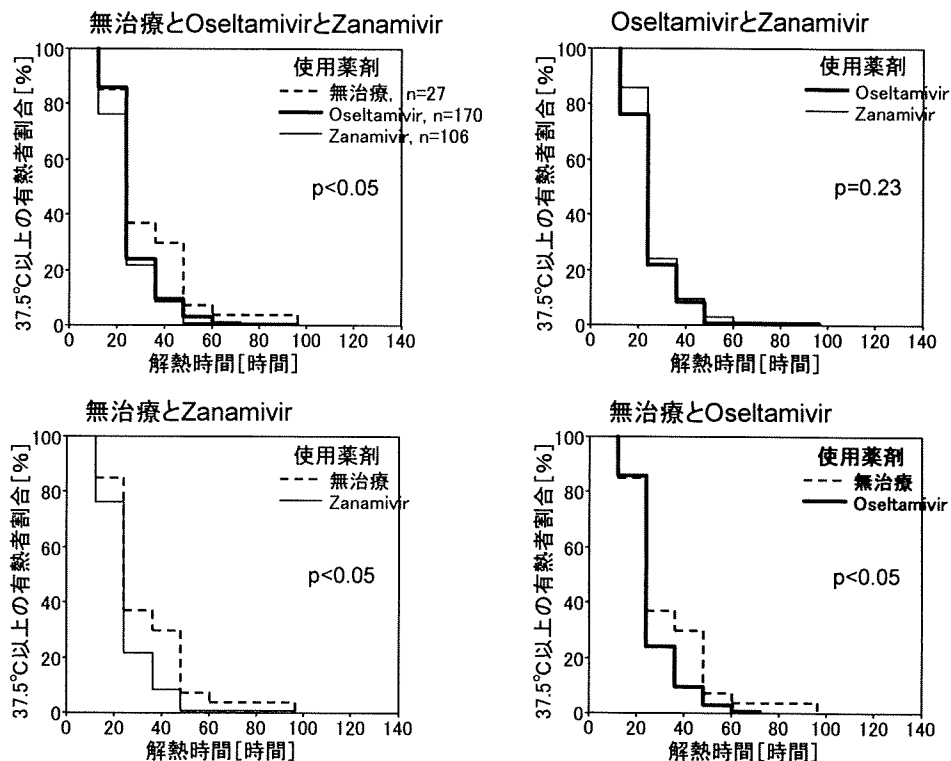 無治療とOseltamivirとZanamivir
37.5℃以上の有熱者割合[%]
100
80
60
40
20
0
使用薬剤
無治療, n=27
Oseltamivir, n=170
Zanamivir, n=106
p<0.05
0 20 40 60 80 100 120 140
解熱時間[時間]
OseltamivirとZanamivir
37.5℃以上の有熱者割合[%]
100
80
60
40
20
0
使用薬剤
Oseltamivir
Zanamivir
p=0.23
0 20 40 60 80 100 120 140
解熱時間[時間]
無治療とZanamivir
37.5℃以上の有熱者割合[%]
100
80
60
40
20
0
使用薬剤
無治療
Zanamivir
p<0.05
0 20 40 60 80 100 120 140
解熱時間[時間]
無治療とOseltamivir
37.5℃以上の有熱者割合[%]
100
80
60
40
20
0
使用薬剤
無治療
Oseltamivir
p<0.05
0 20 40 60 80 100 120 140
解熱時間[時間]